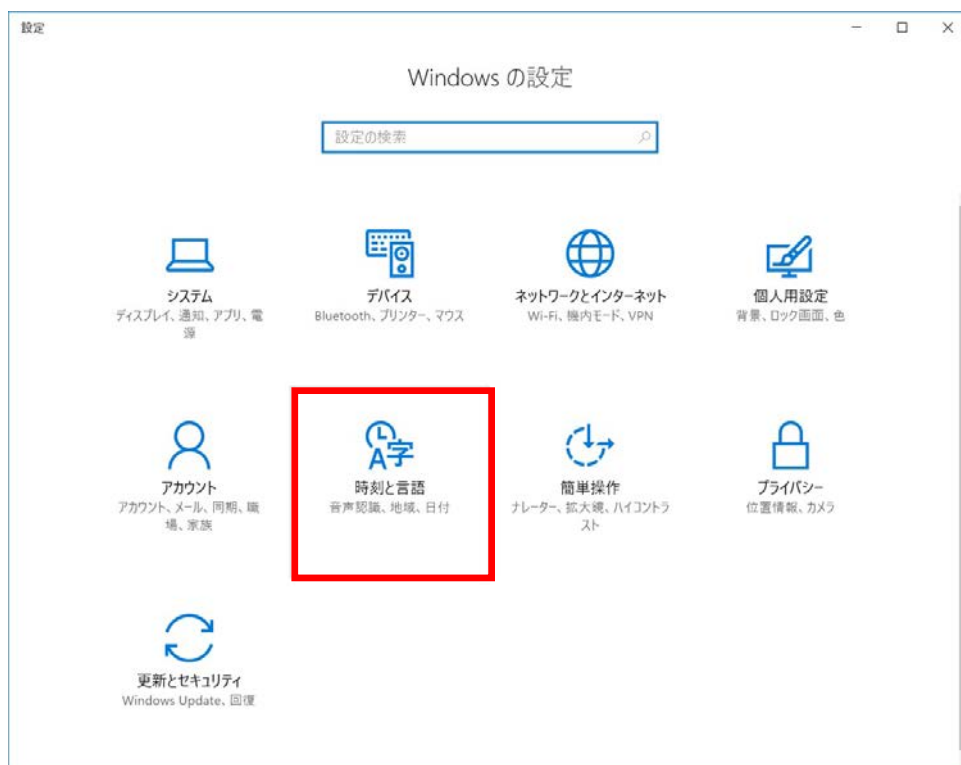 設定
Windows の設定
設定の検索
システム
ディスプレイ、通知、アプリ、電
源
デバイス
Bluetooth、プリンター、マウス
ネットワークとインターネット
Wi-Fi、機内モード、VPN
個人用設定
背景、ロック画面、色
アカウント
アカウント、メール、同期、職
場、家族
時刻と言語
音声認識、地域、日付
簡単操作
ナレーター、拡大鏡、ハイコントラ
スト
プライバシー
位置情報、カメラ
更新とセキュリティ
Windows Update、回復